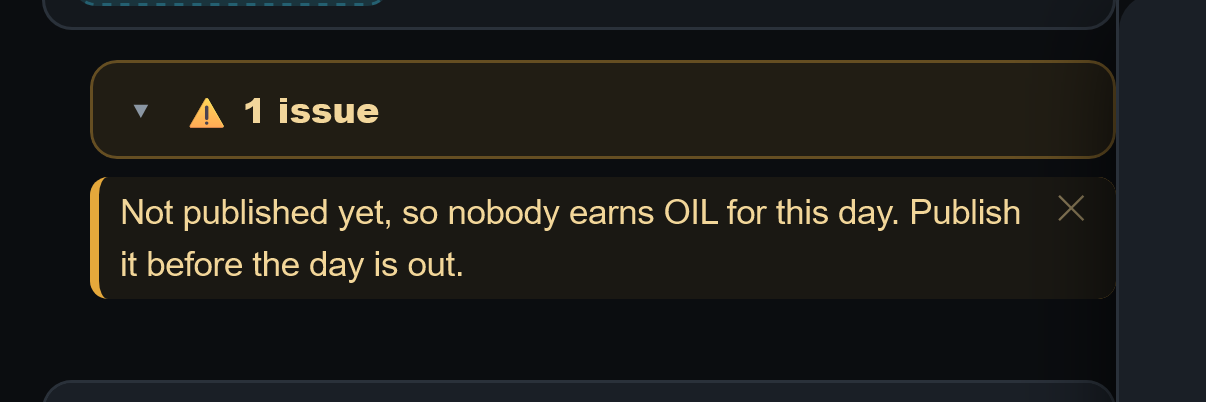 1 issue
Not published yet, so nobody earns OIL for this day. Publish
it before the day is out.